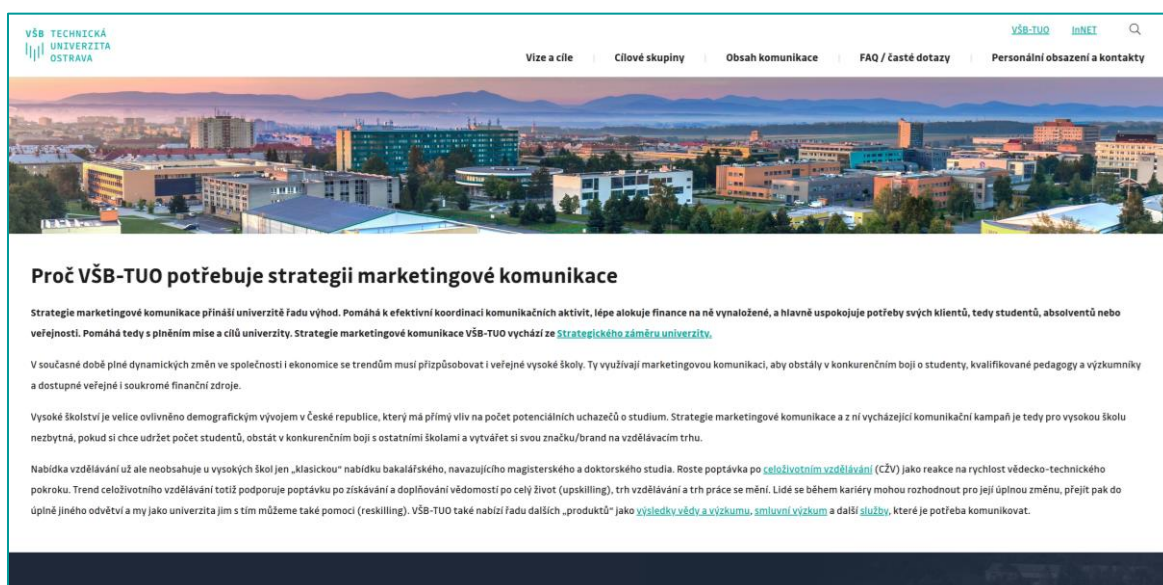 VŠB TECHNICKÁ
UNIVERZITA
OSTRAVA
VŠB-TUO InNET
Vize a cíle Cílové skupiny Obsah komunikace FAQ / časté dotazy Personální obsazení a kontakty
Proč VŠB-TUO potřebuje strategii marketingové komunikace
Strategie marketingové komunikace přináší univerzitě řadu výhod. Pomáhá k efektivní koordinaci komunikačních aktivit, lépe alokuje finance na ně vynaložené, a hlavně uspokojuje potřeby svých klientů, tedy studentů, absolventů nebo
veřejnosti. Pomáhá tedy s plněním mise a cílů univerzity. Strategie marketingové komunikace VŠB-TUO vychází ze Strategického záměru univerzity.
V současné době plné dynamických změn ve společnosti i ekonomice se trendům musí přizpůsobovat i veřejné vysoké školy. Ty využívají marketingovou komunikaci, aby obstály v konkurenčním boji o studenty, kvalifikované pedagogy a výzkumníky
a dostupné veřejné i soukromé finanční zdroje.
Vysoké školství je velice ovlivněno demografickým vývojem v České republice, který má přímý vliv na počet potenciálních uchazečů o studium. Strategie marketingové komunikace a z ní vycházející komunikační kampaň je tedy pro vysokou školu
nezbytná, pokud si chce udržet počet studentů, obstát v konkurenčním boji s ostatními školami a vytvářet si svou značku/brand na vzdělávacím trhu.
Nabídka vzdělávání už ale neobsahuje u vysokých škol jen „klasickou“ nabídku bakalářského, navazujícího magisterského a doktorského studia. Roste poptávka po celoživotním vzdělávání (CŽV) jako reakce na rychlost vědecko-technického
pokroku. Trend celoživotního vzdělávání totiž podporuje poptávku po získávání a doplňování vědomostí po celý život (upskilling), trh vzdělávání a trh práce se mění. Lidé se během kariéry mohou rozhodnout pro její úplnou změnu, přejít pak do
úplně jiného odvětví a my jako univerzita jim s tím můžeme také pomoci (reskilling). VŠB-TUO také nabízí řadu dalších „produktů“ jako výsledky vědy a výzkumu, smluvní výzkum a další služby, které je potřeba komunikovat.